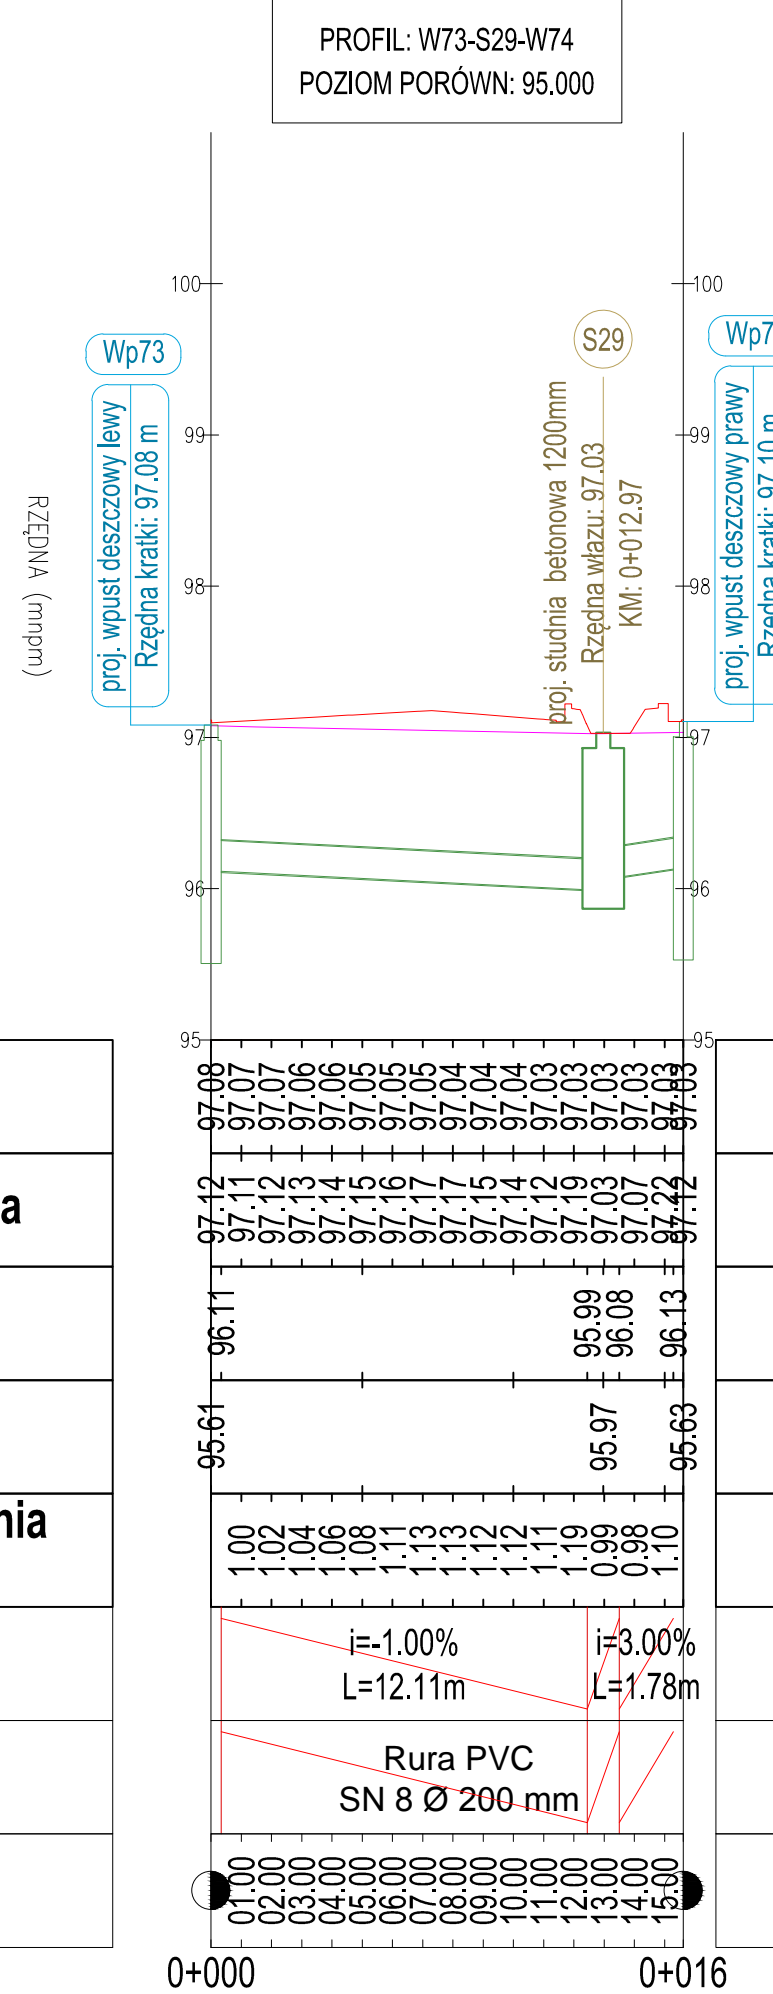 PROFIL: W73-S29-W74
POZIOM PORÓWN: 95.000
100
100
Wp73
S29
99
99
proj. wpust deszczowy lewy
Rzędna kratki: 97.08 m
proj. studnia betonowa 1200mm
Rzędna włazu: 97.03
KM: 0+012.97
proj. wpust deszczowy prawy
Rzędna kratki: 97.10 m
RZĘDNA (mnpm)
98
98
97
97
96
96
95
95
97.08 97.07 97.07 97.06 97.06 97.05 97.05 97.05 97.04 97.04 97.04 97.03 97.03 97.03 97.03 97.03 97.03
97.12 97.11 97.12 97.13 97.14 97.15 97.16 97.17 97.17 97.15 97.14 97.12 97.19 97.03 97.07 97.22 97.12
96.11 95.99 96.08 96.13
95.61 95.97 95.63
1.00 1.02 1.04 1.06 1.08 1.11 1.13 1.13 1.12 1.12 1.11 1.19 0.99 0.98 1.10
i=-1.00% i=3.00%
L=12.11m L=1.78m
Rura PVC
SN 8 Ø 200 mm
01.00 02.00 03.00 04.00 05.00 06.00 07.00 08.00 09.00 10.00 11.00 12.00 13.00 14.00 15.00
0+000 0+016